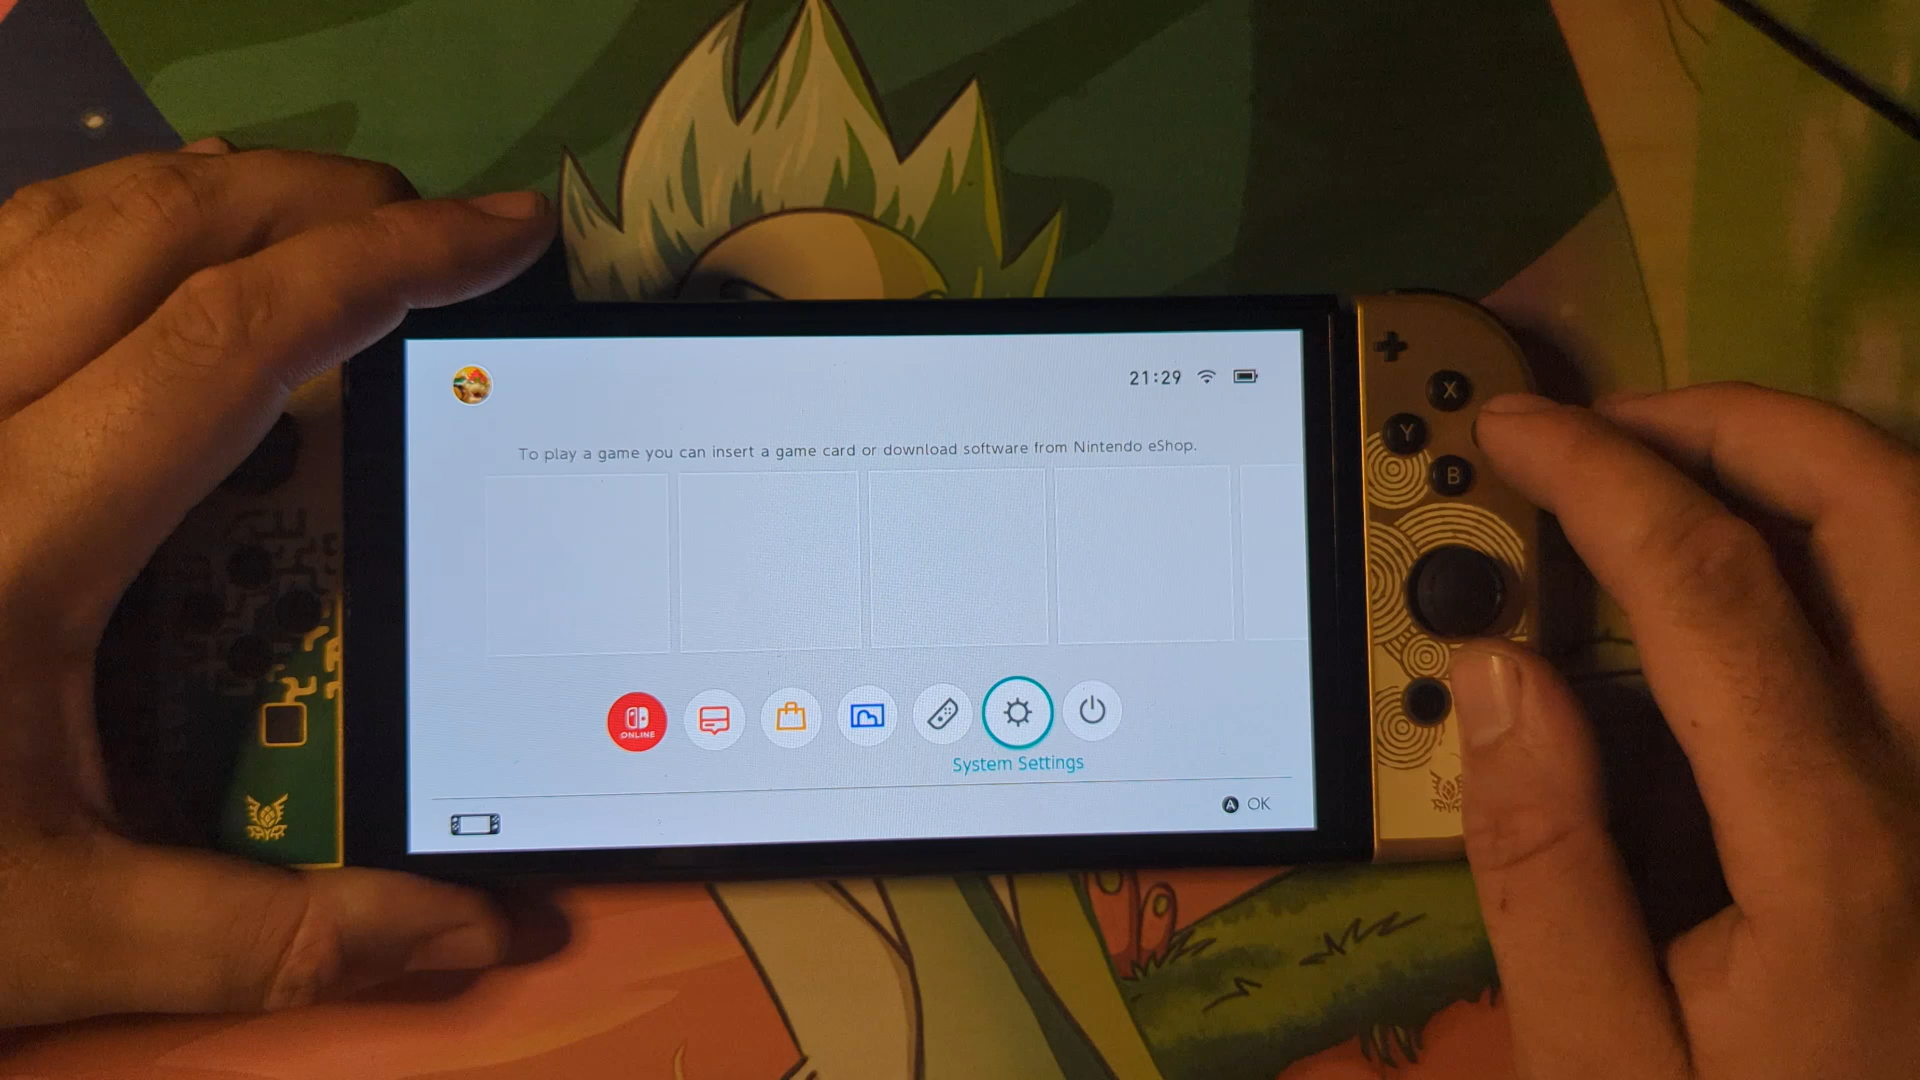 21:29
To play a game you can insert a game card or download software from Nintendo eShop.
ONLINE
System Settings
A OK
X
Y
B